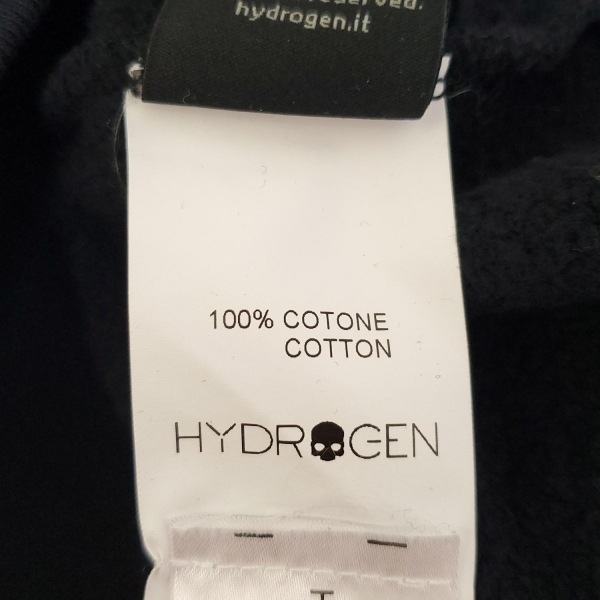 hydrogen.it
100% COTONE
COTTON
HYDROGEN